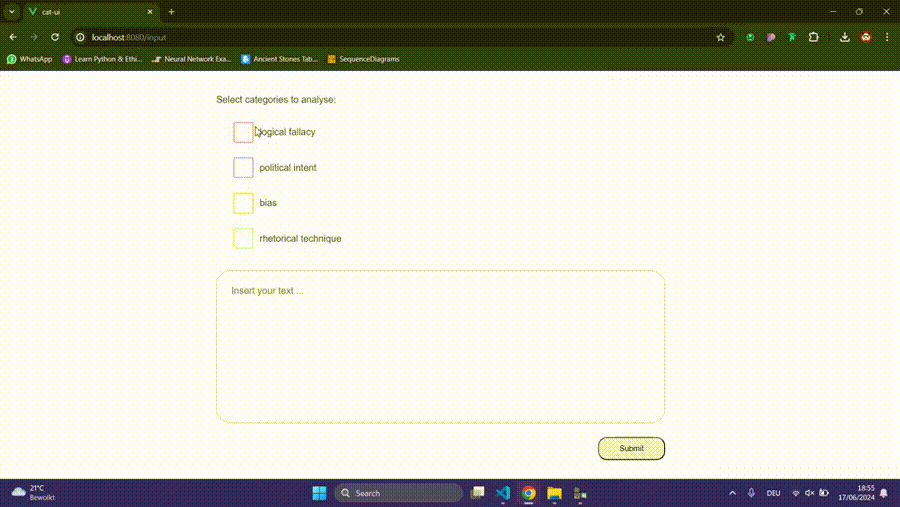 cat-ui
localhost:8080/input
WhatsApp
Learn Python & Ethi...
Neural Network Exa...
Ancient Stones Tab...
SequenceDiagrams
Select categories to analyse:
logical fallacy
political intent
bias
rhetorical technique
Insert your text ...
Submit
21°C
Bewölkt
Search
DEU
18:55
17/06/2024